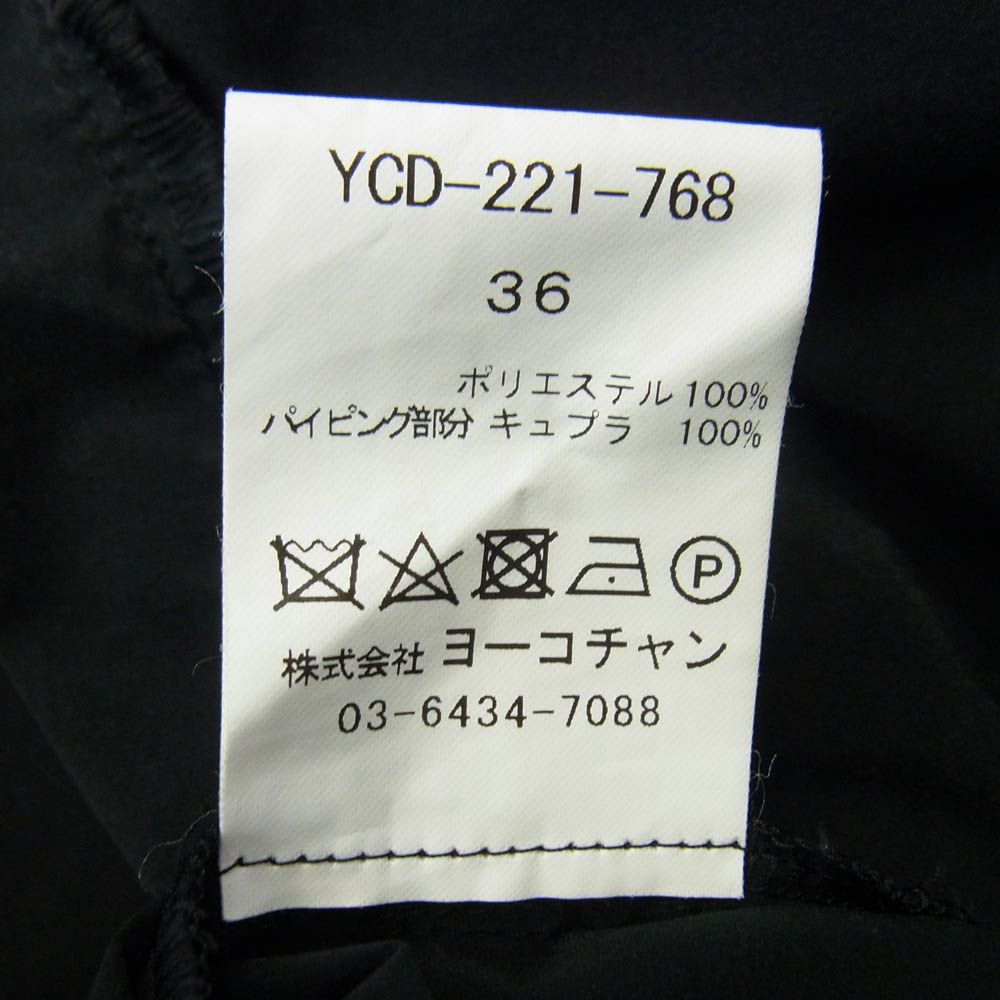 YCD-221-768
36
ポリエステル 100%
パイピング部分 キュプラ 100%
P
株式会社 ヨーコチャン
03-6434-7088